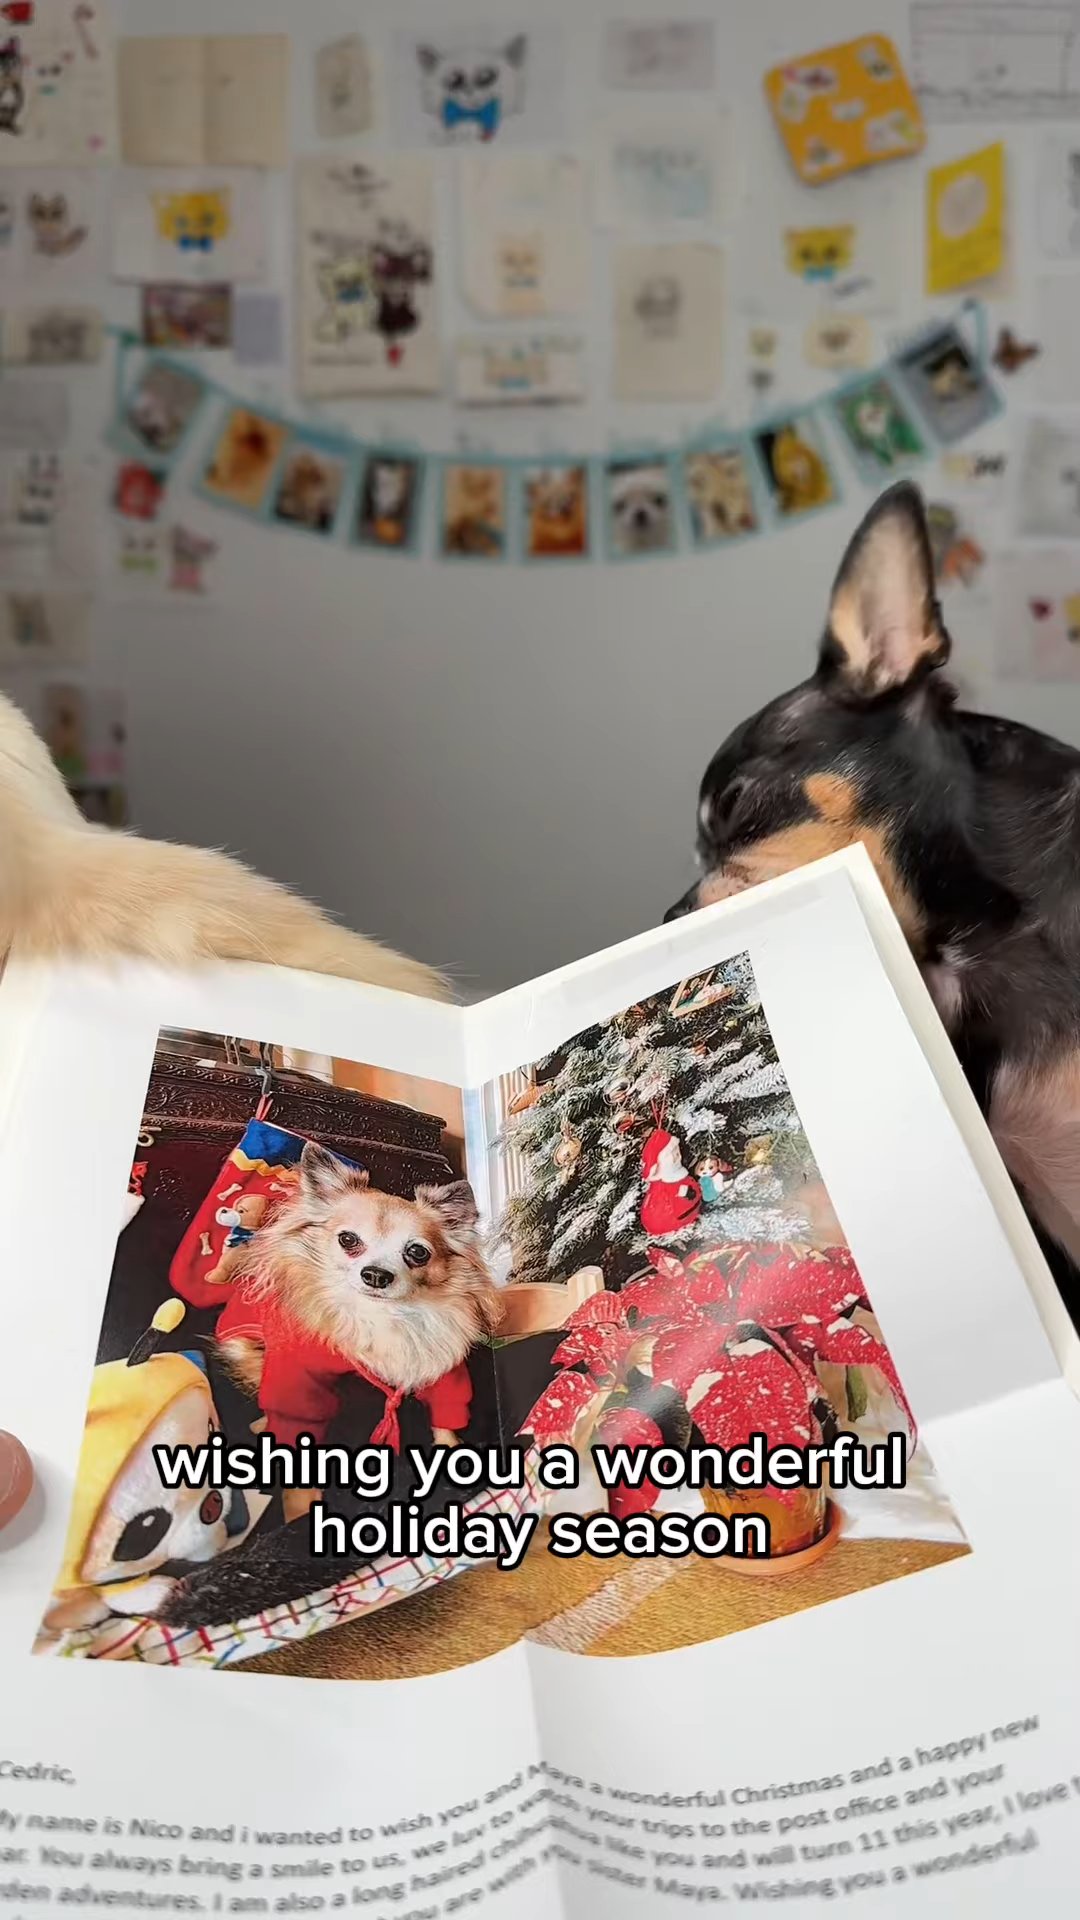 wishing you a wonderful
holiday season
Cedric,
My name is Nico and i wanted to wish you and Maya a wonderful Christmas and a happy new
ar. You always bring a smile to us, we luv to watch your trips to the post office and your
den adventures. I am also a long haired chihuahua like you and will turn 11 this year, I love
you are with you sister Maya. Wishing you a wonderful